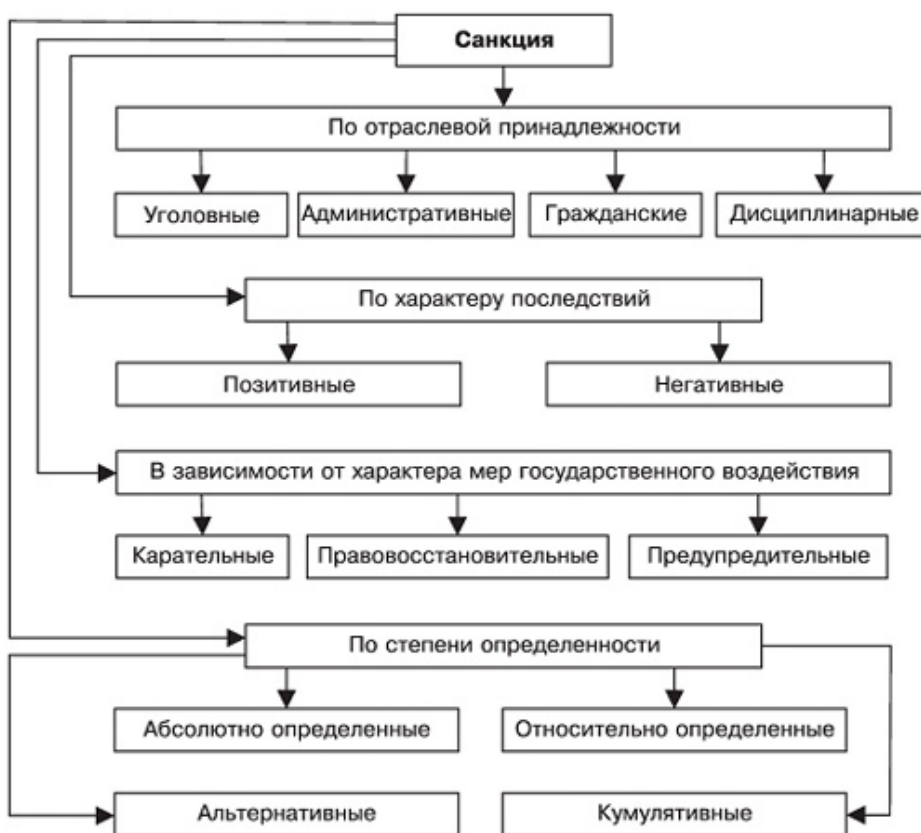 Санкция
По отраслевой принадлежности
Уголовные
Административные
Гражданские
Дисциплинарные
По характеру последствий
Позитивные
Негативные
В зависимости от характера мер государственного воздействия
Карательные
Правовосстановительные
Предупредительные
По степени определенности
Абсолютно определенные
Относительно определенные
Альтернативные
Кумулятивные